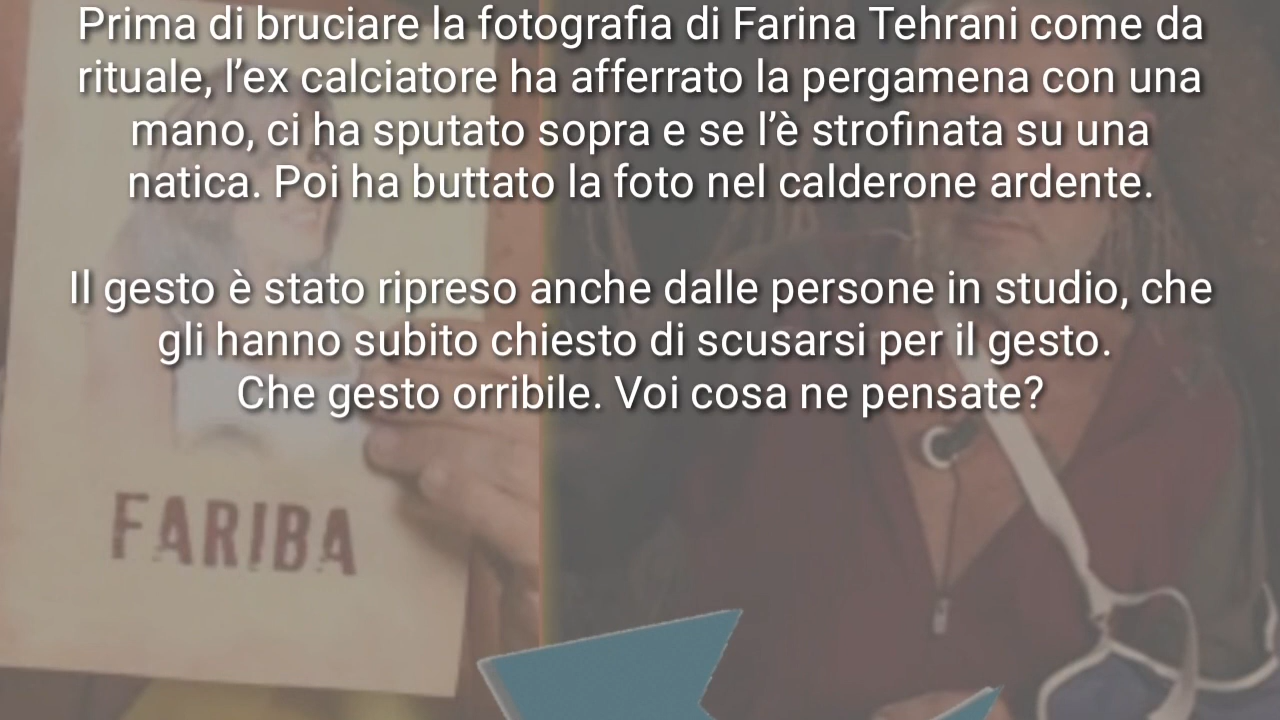 Prima di bruciare la fotografia di Farina Tehrani come da
rituale, l’ex calciatore ha afferrato la pergamena con una
mano, ci ha sputato sopra e se l’è strofinata su una
natica. Poi ha buttato la foto nel calderone ardente.
Il gesto è stato ripreso anche dalle persone in studio, che
gli hanno subito chiesto di scusarsi per il gesto.
Che gesto orribile. Voi cosa ne pensate?
FARIBA